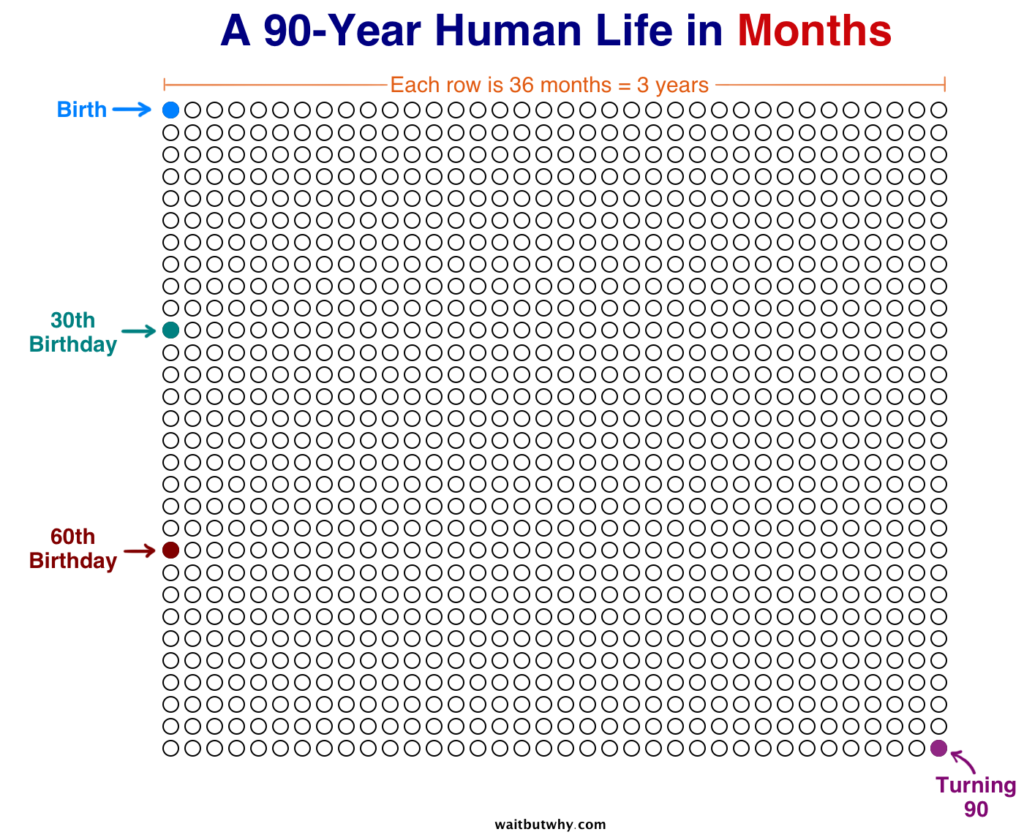 A 90-Year Human Life in Months
Each row is 36 months = 3 years
Birth
30th
Birthday
60th
Birthday
Turning
90
waitbutwhy.com